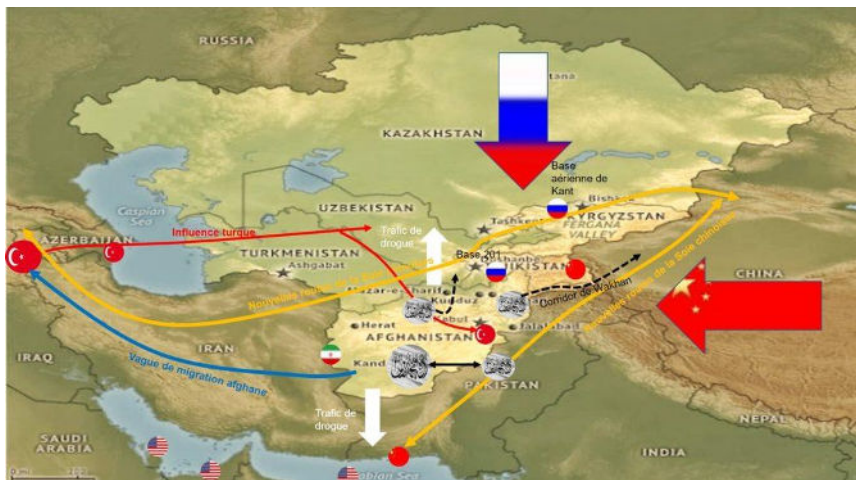 RUSSIA
KAZAKHSTAN
Base
aérienne de
Kant
Bishkek
Caspian
Sea
UZBEKISTAN
Tashkent
KYRGYZSTAN
FERGANA
VALLEY
AZERBAIJAN
Influence turque
Trafic de
drogue
TURKMENISTAN
Ashgabat
Base 201
CHINA
Corridor de Wakhan
Nouvelles routes de la Soie chinoises
Kunduz
Kabul
Jalalabad
Herat
AFGHANISTAN
Kand
IRAN
IRAQ
Vague de migration afghane
PAKISTAN
Trafic de
drogue
NEPAL
SAUDI
ARABIA
INDIA